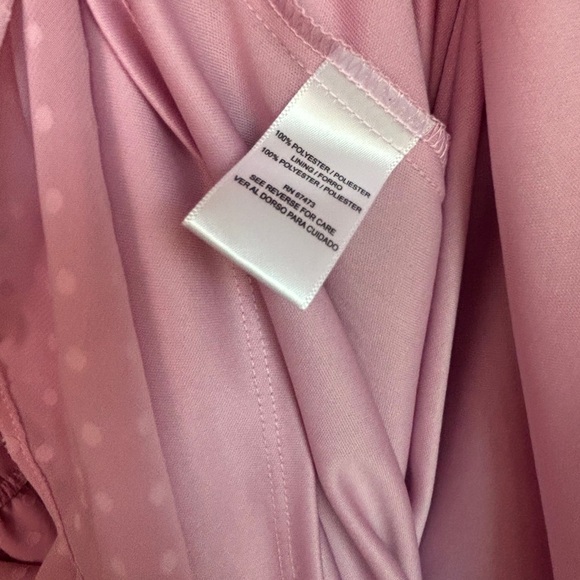 100% POLYESTER / POLIESTER
LINING / FORRO
100% POLYESTER / POLIESTER
RN 67473
SEE REVERSE FOR CARE
VER AL DORSO PARA CUIDADO